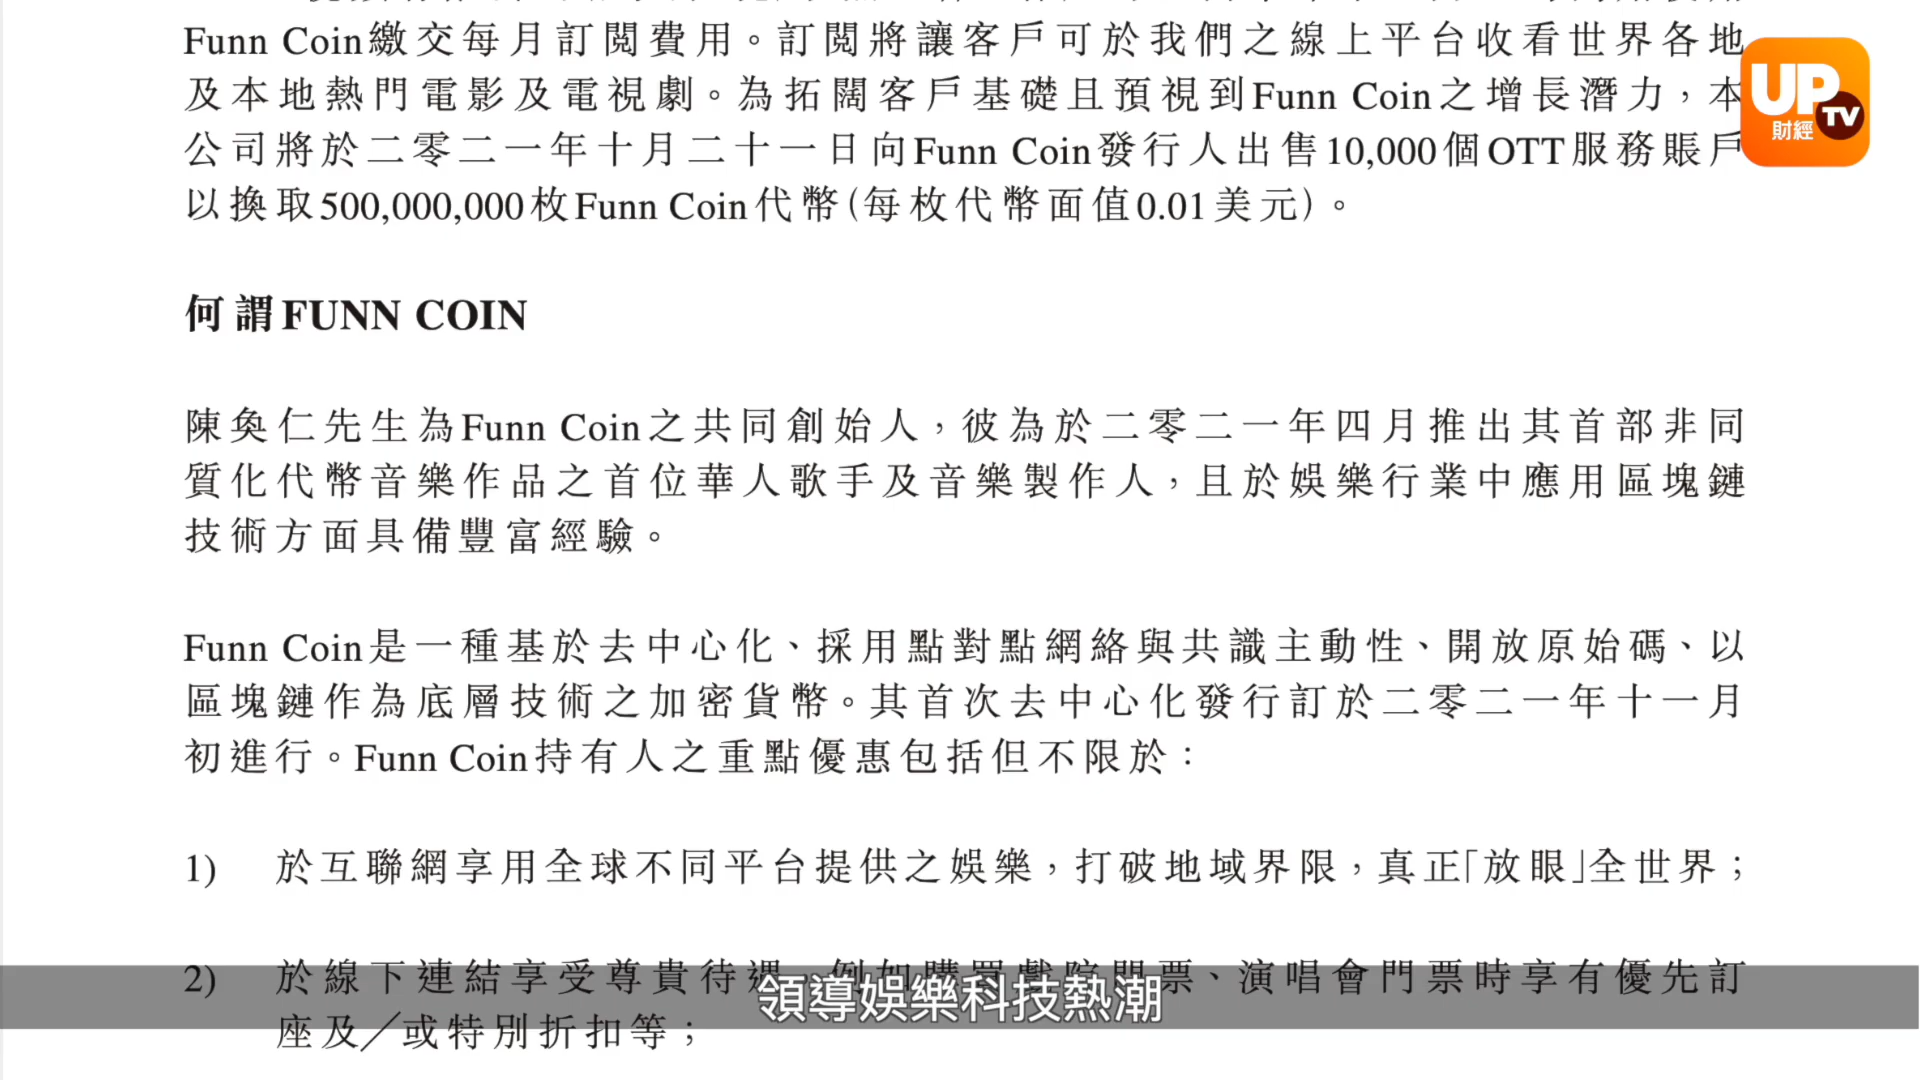 Funn Coin繳交每月訂閱費用。訂閱將讓客戶可於我們之線上平台收看世界各地
及本地熱門電影及電視劇。為拓闊客戶基礎且預視到Funn Coin之增長潛力，本
公司將於二零二一年十月二十一日向Funn Coin發行人出售10,000個OTT服務賬戶
以換取500,000,000枚Funn Coin代幣(每枚代幣面值0.01美元)。
UP
TV
財經
何謂FUNN COIN
陳奐仁先生為Funn Coin之共同創始人，彼為於二零二一年四月推出其首部非同
質化代幣音樂作品之首位華人歌手及音樂製作人，且於娛樂行業中應用區塊鏈
技術方面具備豐富經驗。
Funn Coin是一種基於去中心化、採用點對點網絡與共識主動性、開放原始碼、以
區塊鏈作為底層技術之加密貨幣。其首次去中心化發行訂於二零二一年十一月
初進行。Funn Coin持有人之重點優惠包括但不限於：
1) 於互聯網享用全球不同平台提供之娛樂，打破地域界限，真正「放眼」全世界；
2) 於線下連結享受尊貴待遇，例如購買戲院門票、演唱會門票時享有優先訂
領導娛樂科技熱潮
座及／或特別折扣等；